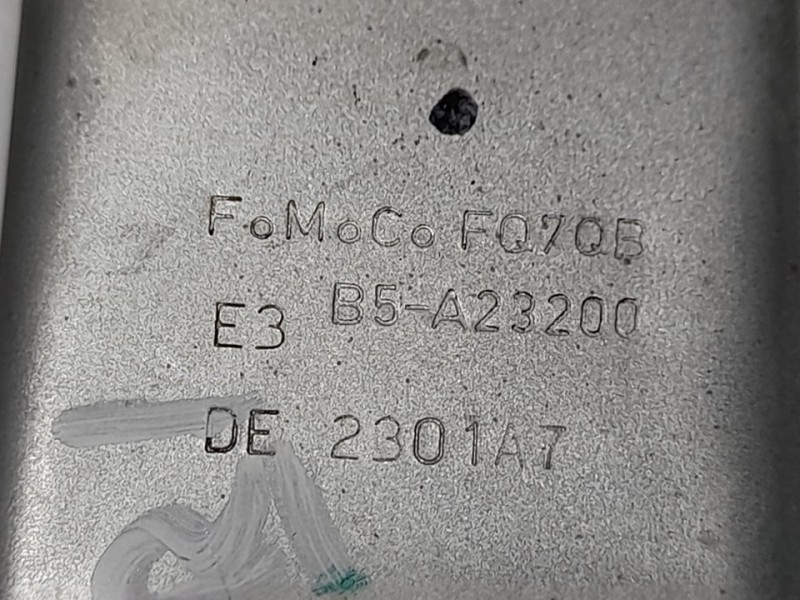 FoMoCo FQ7QB
E3 B5-A23200
DE 2301A7